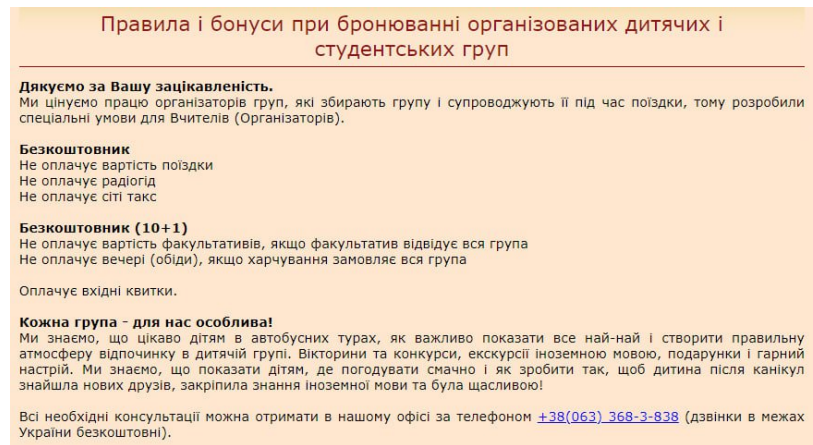 Правила і бонуси при бронюванні організованих дитячих і
студентських груп
Дякуємо за Вашу зацікавленість.
Ми цінуємо працю організаторів груп, які збирають групу і супроводжують її під час поїздки, тому розробили
спеціальні умови для Вчителів (Організаторів).
Безкоштовник
Не оплачує вартість поїздки
Не оплачує радіогід
Не оплачує сіті такс
Безкоштовник (10+1)
Не оплачує вартість факультативів, якщо факультатив відвідує вся група
Не оплачує вечері (обіди), якщо харчування замовляє вся група
Оплачує вхідні квитки.
Кожна група - для нас особлива!
Ми знаємо, що цікаво дітям в автобусних турах, як важливо показати все най-най і створити правильну
атмосферу відпочинку в дитячій групі. Вікторини та конкурси, екскурсії іноземною мовою, подарунки і гарний
настрій. Ми знаємо, що показати дітям, де погодувати смачно і як зробити так, щоб дитина після канікул
знайшла нових друзів, закріпила знання іноземної мови та була щасливою!
Всі необхідні консультації можна отримати в нашому офісі за телефоном +38(063) 368-3-838 (дзвінки в межах
України безкоштовні).